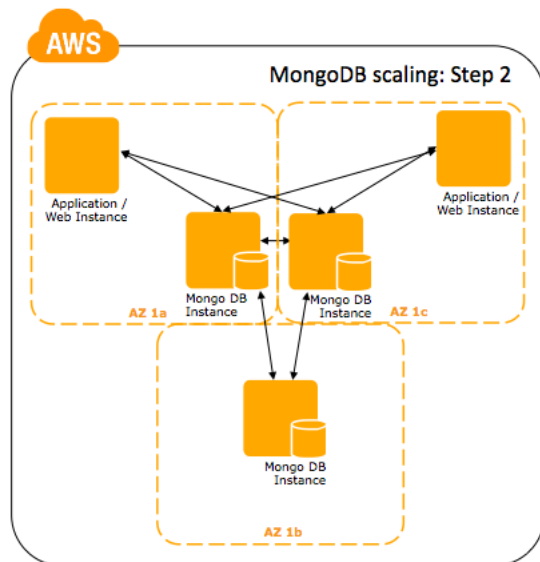 AWS
MongoDB scaling: Step 2
Application /
Web Instance
Application /
Web Instance
Mongo DB
Instance
Mongo DB
Instance
AZ 1a
AZ 1c
Mongo DB
Instance
AZ 1b